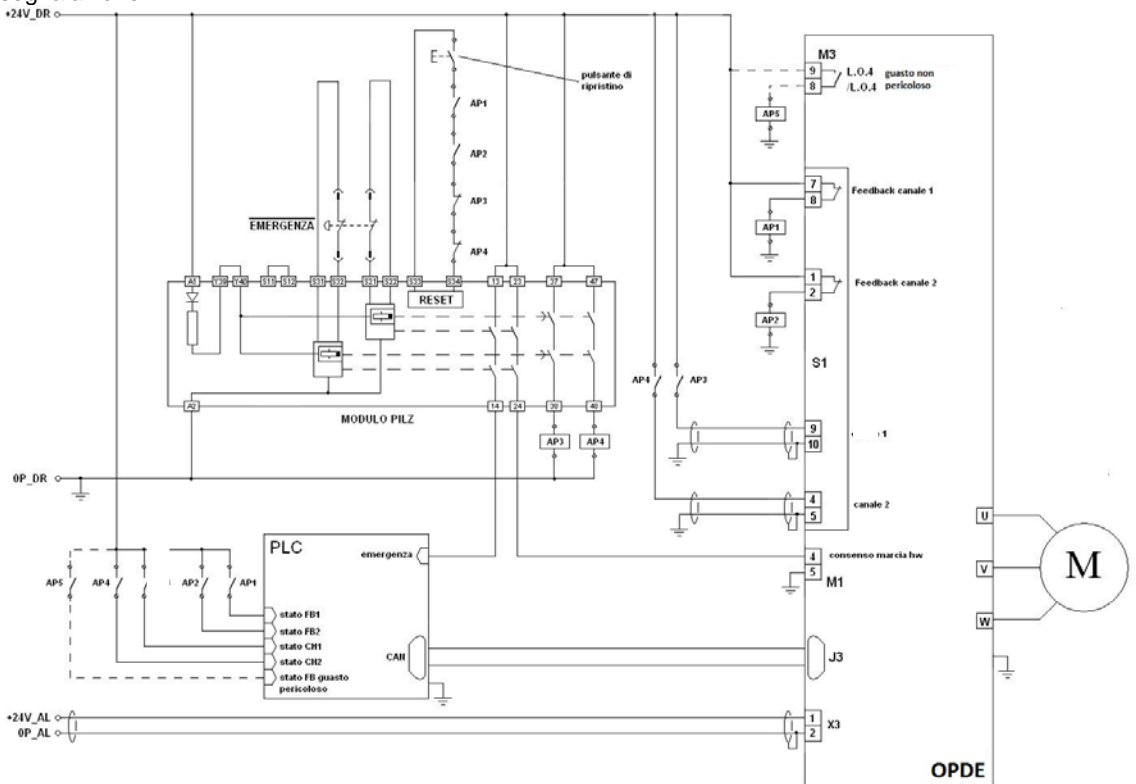 +24V_DR
M3
9
L.O.4 guasto non
8
/L.O.4 pericoloso
AP5
pulsante di
ripristino
AP1
AP2
AP3
AP4
EMERGENZA
7
Feedback canale 1
8
AP1
1
Feedback canale 2
2
AP2
S1
A1 Y39 Y40 S11 S12 S31 S32 S21 S22 S33 S34 13 23 37 47
RESET
AP4 AP3
A2 14 24 38 48
MODULO PILZ
AP3 AP4
9
1
10
0P_DR
4
canale 2
5
U
V
W
M
PLC
emergenza
4
consenso marcia hw
5
M1
AP5 AP4 AP2 AP1
stato FB1
stato FB2
stato CH1
stato CH2
stato FB guasto
pericoloso
CAN
J3
+24V_AL
0P_AL
1
2
X3
OPDE